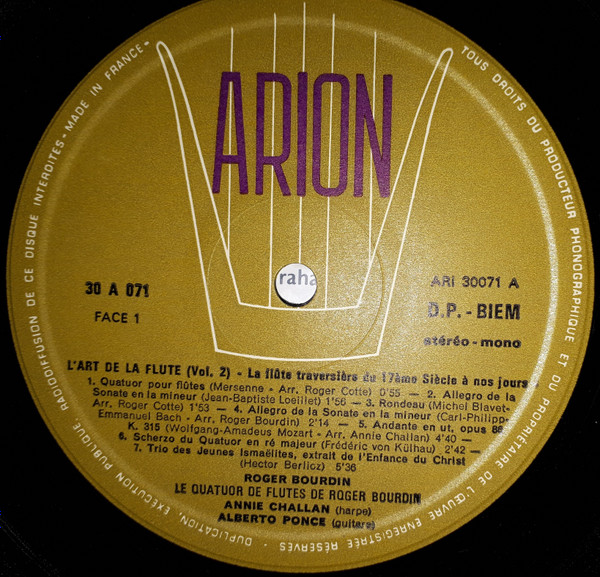 ARION
TOUS DROITS DU PRODUCTEUR PHONOGRAPHIQUE ET DU PROPRIÉTAIRE DE L'ŒUVRE ENREGISTRÉE RÉSERVÉS - DUPLICATION, EXÉCUTION PUBLIQUE RADIODIFFUSION DE CE DISQUE INTERDITES - MADE IN FRANCE -
raha
30 A 071
FACE 1
ARI 30071 A
D.P. - BIEM
stéréo - mono
L'ART DE LA FLUTE (Vol. 2) - La flûte traversière du 17ème Siècle à nos jours
1. Quatuor pour flûtes (Mersenne - Arr. Roger Cotte) 0'55 — 2. Allegro de la
Sonate en la mineur (Jean-Baptiste Loeillet) 1'56 — 3. Rondeau (Michel Blavet-
Arr. Roger Cotte) 1'53 — 4. Allegro de la Sonate en la mineur (Carl-Philipp-
Emmanuel Bach - Arr. Roger Bourdin) 2'14 — 5. Andante en ut, opus 86
K. 315 (Wolfgang-Amadeus Mozart - Arr. Annie Challan) 4'40 —
6. Scherzo du Quatuor en ré majeur (Frédéric von Külhau) 2'42 —
7. Trio des Jeunes Ismaëlites, extrait de l'Enfance du Christ
(Hector Berlioz) 5'36
ROGER BOURDIN
LE QUATUOR DE FLUTES DE ROGER BOURDIN
ANNIE CHALLAN (harpe)
ALBERTO PONCE (guitare)